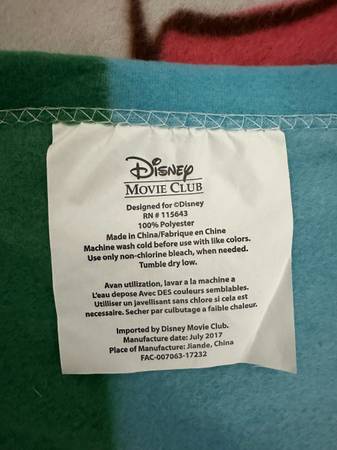 Disney
MOVIE CLUB
Designed for ©Disney
RN # 115643
100% Polyester
Made in China/Fabrique en Chine
Machine wash cold before use with like colors.
Use only non-chlorine bleach, when needed.
Tumble dry low.
Avan utilization, lavar a la machine a
L'eau depose Avec DES couleurs semblables.
Utiliser un javellisant sans chlore si cela est
necessaire. Secher par culbutage a faible chaleur.
Imported by Disney Movie Club.
Manufacture date: July 2017
Place of Manufacture: Jiande, China
FAC-007063-17232